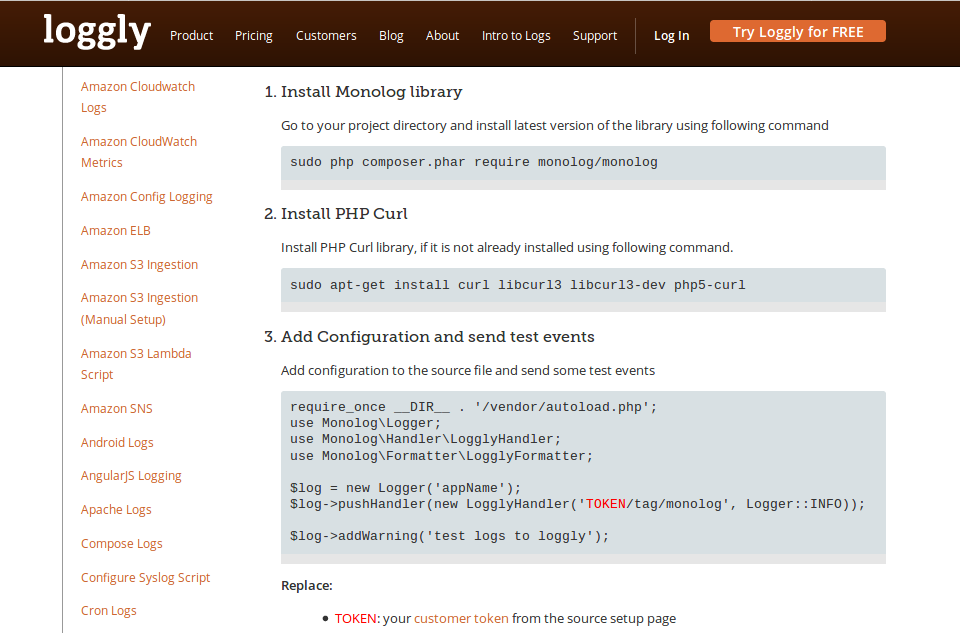 loggly
Product Pricing Customers Blog About Intro to Logs Support Log In Try Loggly for FREE
Amazon Cloudwatch
Logs
Amazon CloudWatch
Metrics
Amazon Config Logging
Amazon ELB
Amazon S3 Ingestion
Amazon S3 Ingestion
(Manual Setup)
Amazon S3 Lambda
Script
Amazon SNS
Android Logs
AngularJS Logging
Apache Logs
Compose Logs
Configure Syslog Script
Cron Logs
1. Install Monolog library
Go to your project directory and install latest version of the library using following command
sudo php composer.phar require monolog/monolog
2. Install PHP Curl
Install PHP Curl library, if it is not already installed using following command.
sudo apt-get install curl libcurl3 libcurl3-dev php5-curl
3. Add Configuration and send test events
Add configuration to the source file and send some test events
require_once __DIR__ . '/vendor/autoload.php';
use Monolog\Logger;
use Monolog\Handler\LogglyHandler;
use Monolog\Formatter\LogglyFormatter;
$log = new Logger('appName');
$log->pushHandler(new LogglyHandler('TOKEN/tag/monolog', Logger::INFO));
$log->addWarning('test logs to loggly');
Replace:
• TOKEN: your customer token from the source setup page